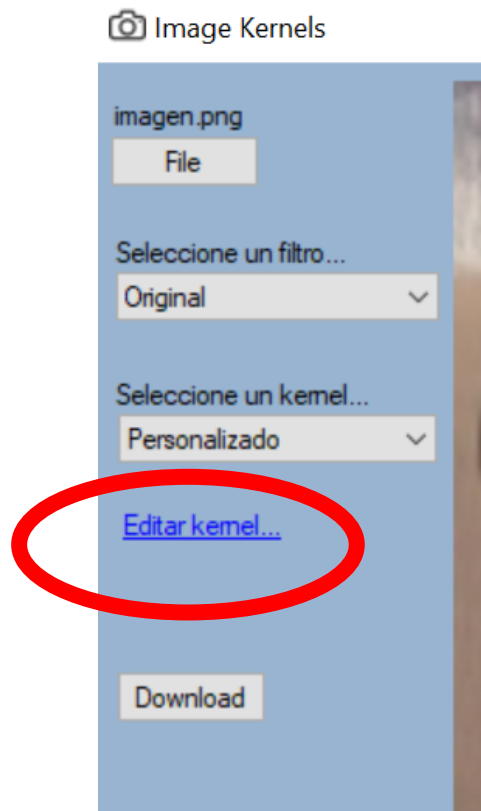 Image Kernels
imagen.png
File
Seleccione un filtro...
Original
Seleccione un kernel...
Personalizado
Editar kernel...
Download